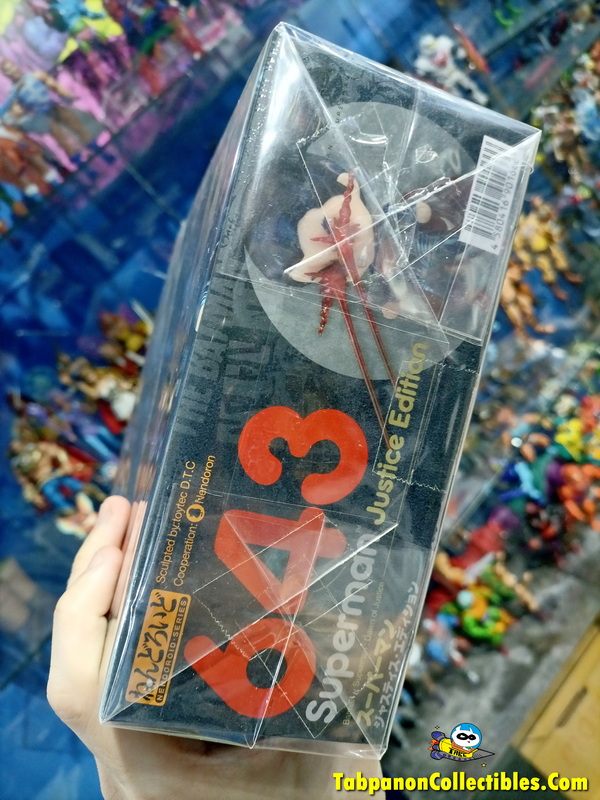 643
Superman Justice Edition
スーパーマン
ジャスティス・エディション
Sculpted by:toytec D.T.C
Cooperation: Nendoron
ねんどろいど
NENDOROID-SERIES
TabpanonCollectibles.Com